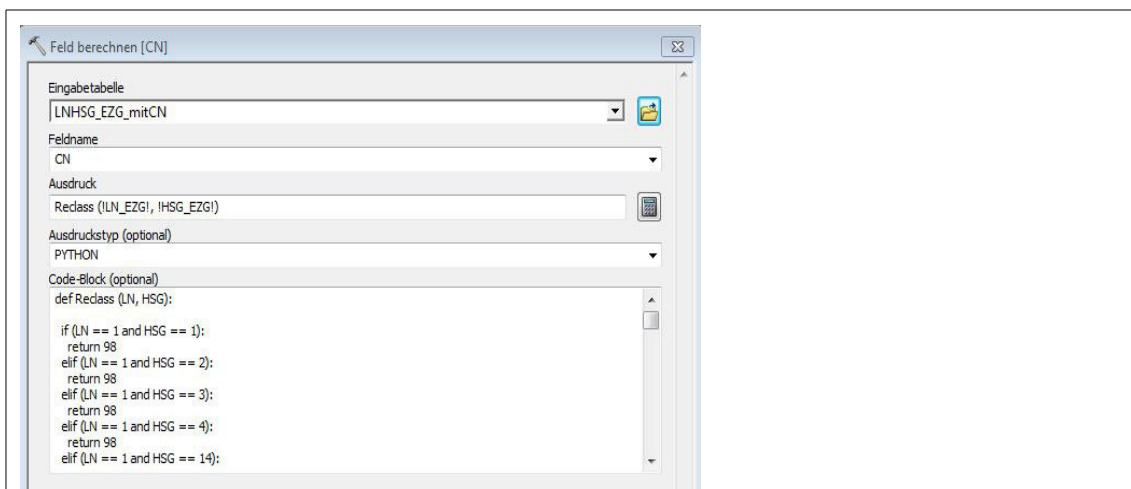 Feld berechnen [CN]
Eingabetabelle
LNHSG_EZG_mitCN
Feldname
CN
Ausdruck
Reclass (!LN_EZG!, !HSG_EZG!)
Ausdruckstyp (optional)
PYTHON
Code-Block (optional)
def Reclass (LN, HSG):
if (LN == 1 and HSG == 1):
return 98
elif (LN == 1 and HSG == 2):
return 98
elif (LN == 1 and HSG == 3):
return 98
elif (LN == 1 and HSG == 4):
return 98
elif (LN == 1 and HSG == 14):